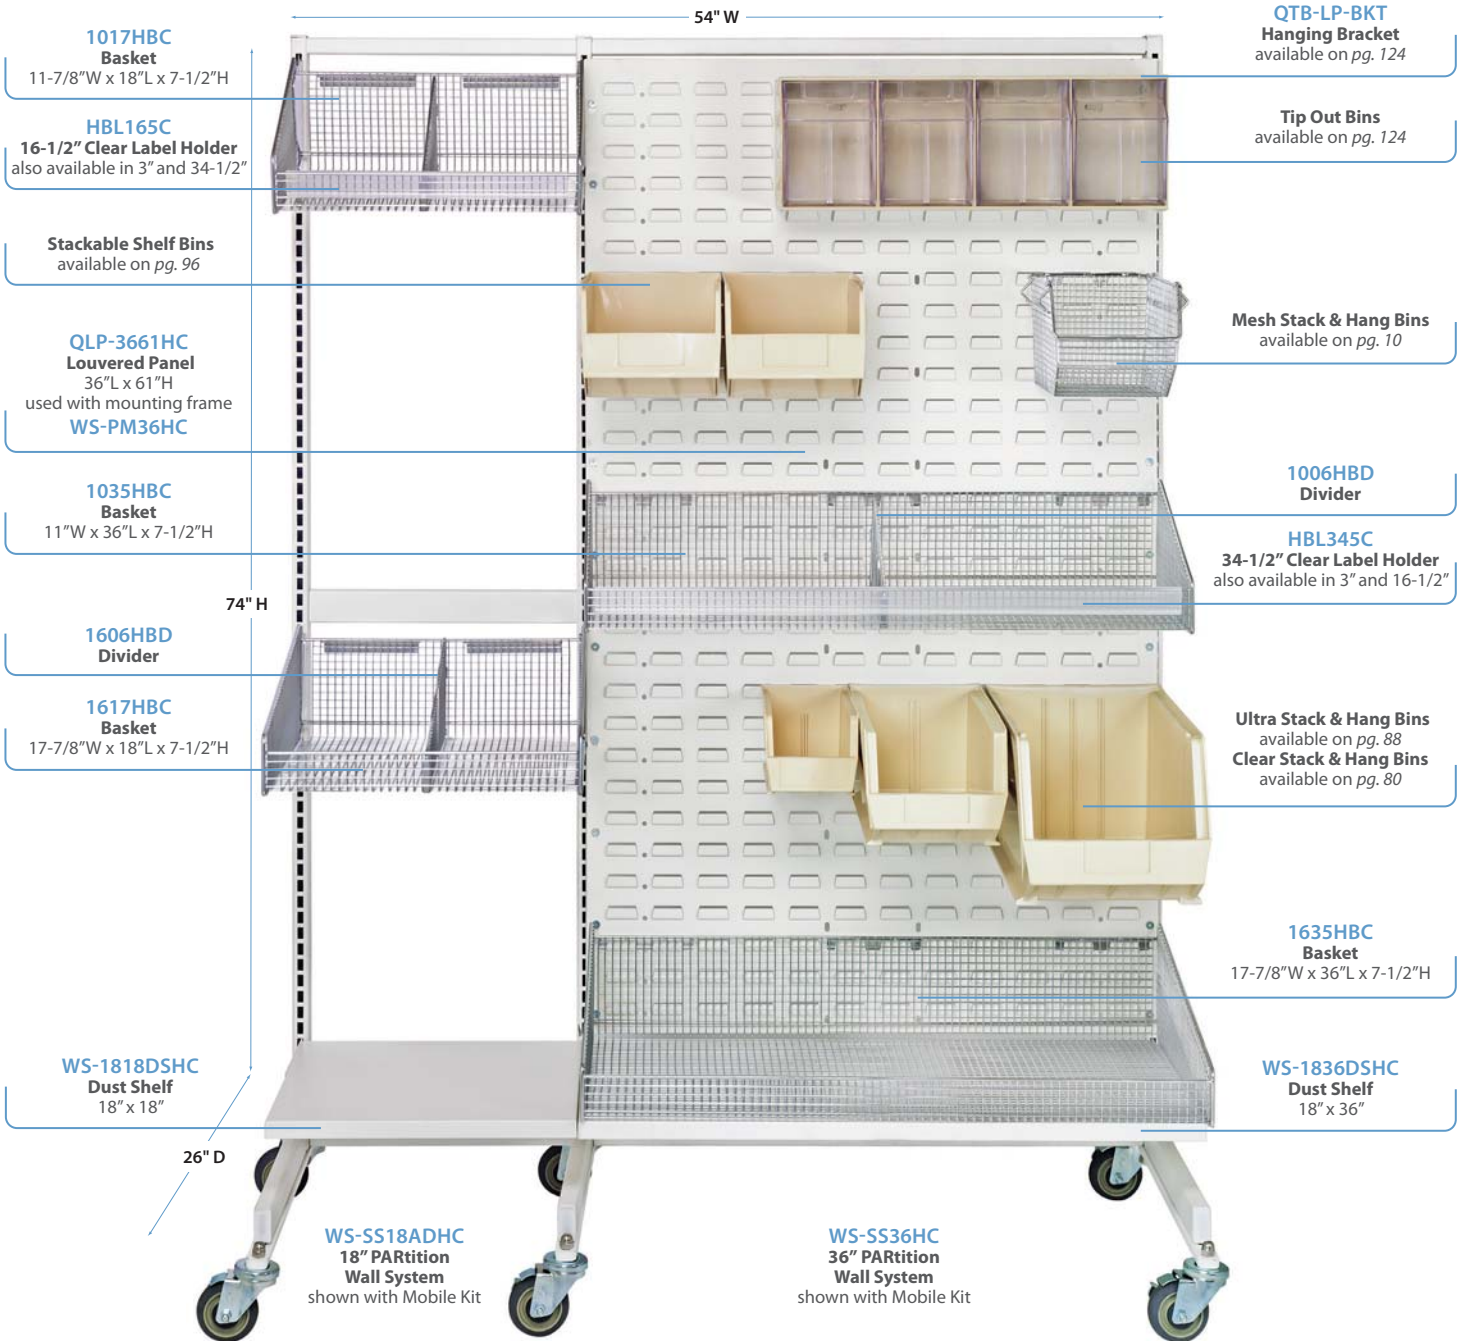 54" W
1017HBC
Basket
11-7/8”W x 18”L x 7-1/2”H
HBL165C
16-1/2” Clear Label Holder
also available in 3” and 34-1/2”
Stackable Shelf Bins
available on pg. 96
QLP-3661HC
Louvered Panel
36”L x 61”H
used with mounting frame
WS-PM36HC
1035HBC
Basket
11”W x 36”L x 7-1/2”H
74" H
1606HBD
Divider
1617HBC
Basket
17-7/8”W x 18”L x 7-1/2”H
WS-1818DSHC
Dust Shelf
18” x 18”
26" D
WS-SS18ADHC
18” PARtition
Wall System
shown with Mobile Kit
WS-SS36HC
36” PARtition
Wall System
shown with Mobile Kit
QTB-LP-BKT
Hanging Bracket
available on pg. 124
Tip Out Bins
available on pg. 124
Mesh Stack & Hang Bins
available on pg. 10
1006HBD
Divider
HBL345C
34-1/2” Clear Label Holder
also available in 3” and 16-1/2”
Ultra Stack & Hang Bins
available on pg. 88
Clear Stack & Hang Bins
available on pg. 80
1635HBC
Basket
17-7/8”W x 36”L x 7-1/2”H
WS-1836DSHC
Dust Shelf
18” x 36”